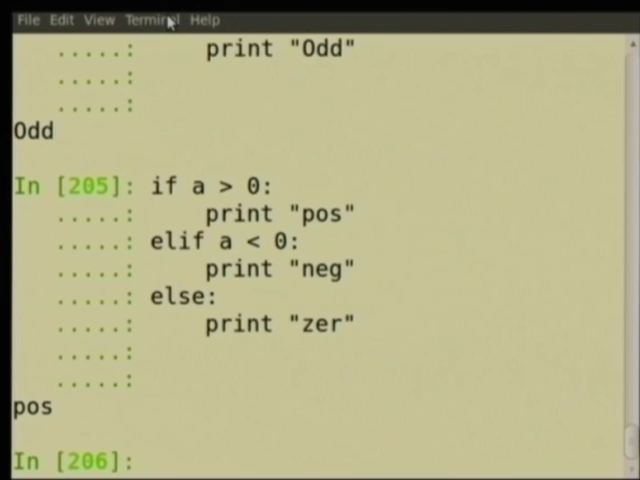 File Edit View Terminal Help
.....:     print "Odd"
.....:
.....:
Odd
In [205]: if a > 0:
.....:     print "pos"
.....: elif a < 0:
.....:     print "neg"
.....: else:
.....:     print "zer"
.....:
.....:
pos
In [206]: